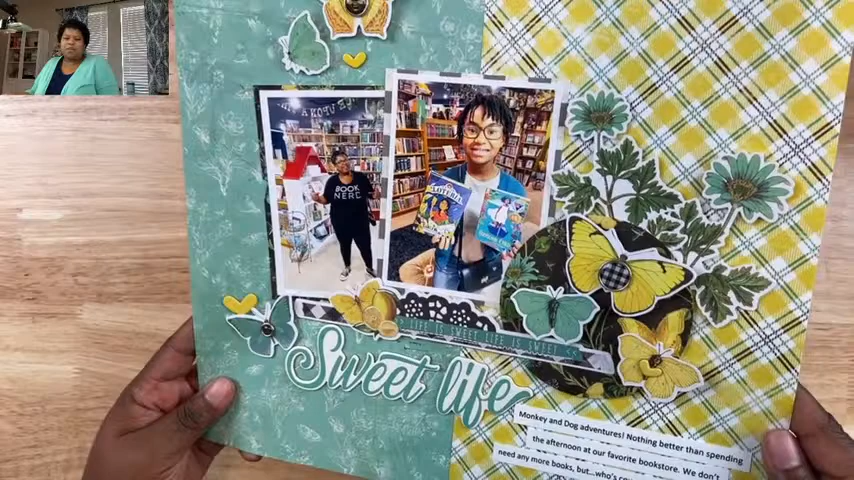 BOOK
NERD
LIFE IS SWEET LIFE IS SWEET
Sweet life
Monkey and Dog adventures! Nothing better than spending
the afternoon at our favorite bookstore. We don't
need any more books, but...who's